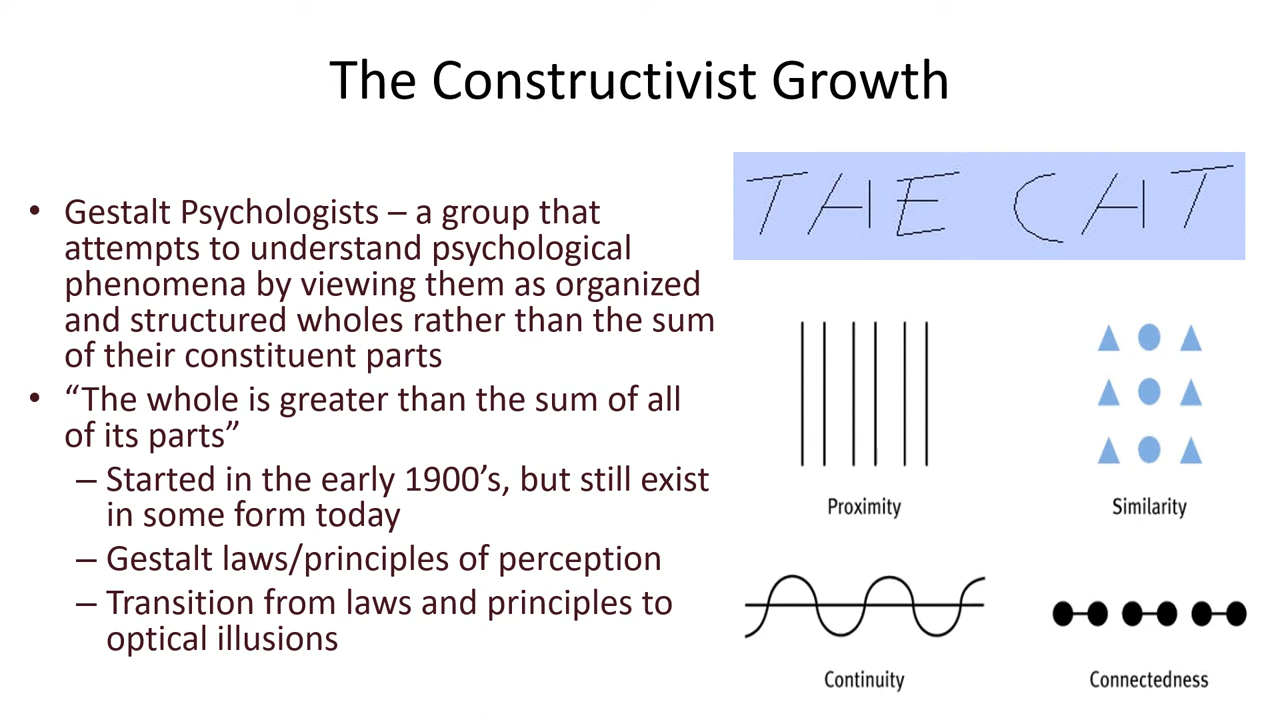 The Constructivist Growth
• Gestalt Psychologists – a group that
attempts to understand psychological
phenomena by viewing them as organized
and structured wholes rather than the sum
of their constituent parts
• “The whole is greater than the sum of all
of its parts”
– Started in the early 1900’s, but still exist
in some form today
– Gestalt laws/principles of perception
– Transition from laws and principles to
optical illusions
THE CAT
Proximity
Similarity
Continuity
Connectedness